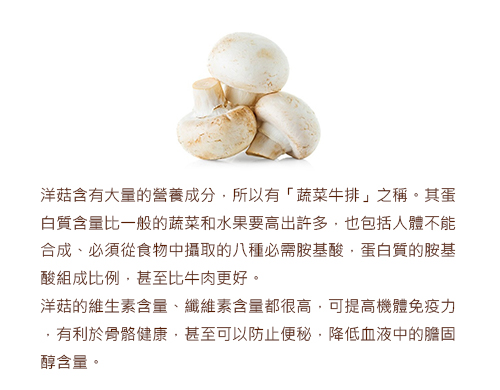 洋菇含有大量的營養成分，所以有「蔬菜牛排」之稱。其蛋
白質含量比一般的蔬菜和水果要高出許多，也包括人體不能
合成、必須從食物中攝取的八種必需胺基酸，蛋白質的胺基
酸組成比例，甚至比牛肉更好。
洋菇的維生素含量、纖維素含量都很高，可提高機體免疫力
，有利於骨骼健康，甚至可以防止便秘，降低血液中的膽固
醇含量。